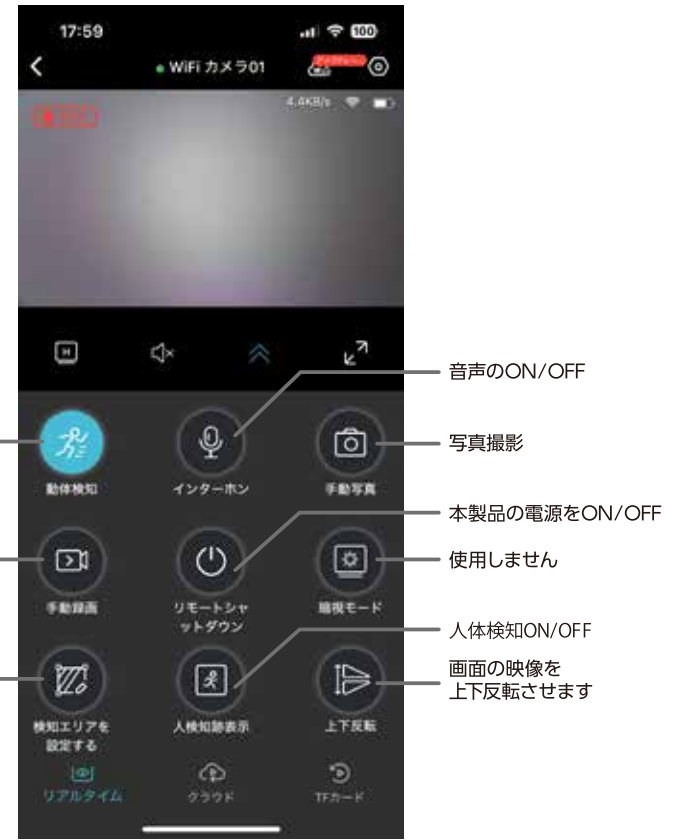 17:59
100
WiFi カメラ01
4.4KB/s
H
音声のON/OFF
写真撮影
動体検知
インターホン
手動写真
本製品の電源をON/OFF
使用しません
手動録画
リモートシャ
ットダウン
暗視モード
人体検知ON/OFF
画面の映像を
上下反転させます
検知エリアを
設定する
人検知跡表示
上下反転
リアルタイム
クラウド
TFカード